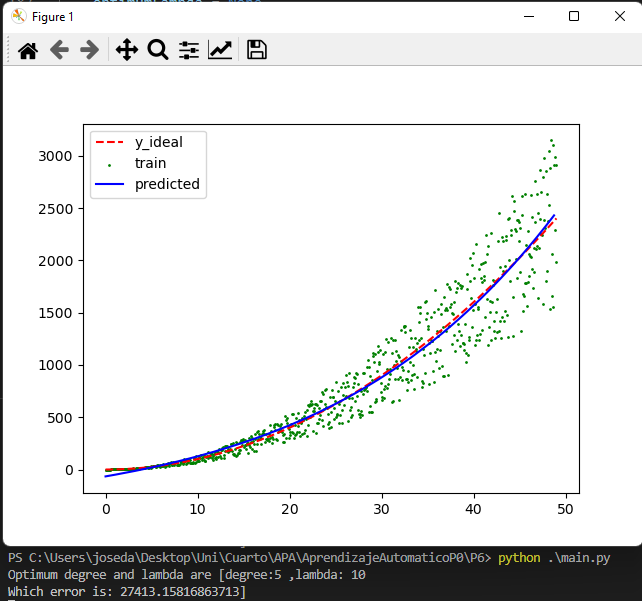 Figure 1
y_ideal
train
predicted
3000
2500
2000
1500
1000
500
0
0 10 20 30 40 50
PS C:\Users\joseda\Desktop\Uni\Cuarto\APA\AprendizajeAutomaticoP0\P6> python .\main.py
Optimum degree and lambda are [degree:5 ,lambda: 10
Which error is: 27413.15816863713]